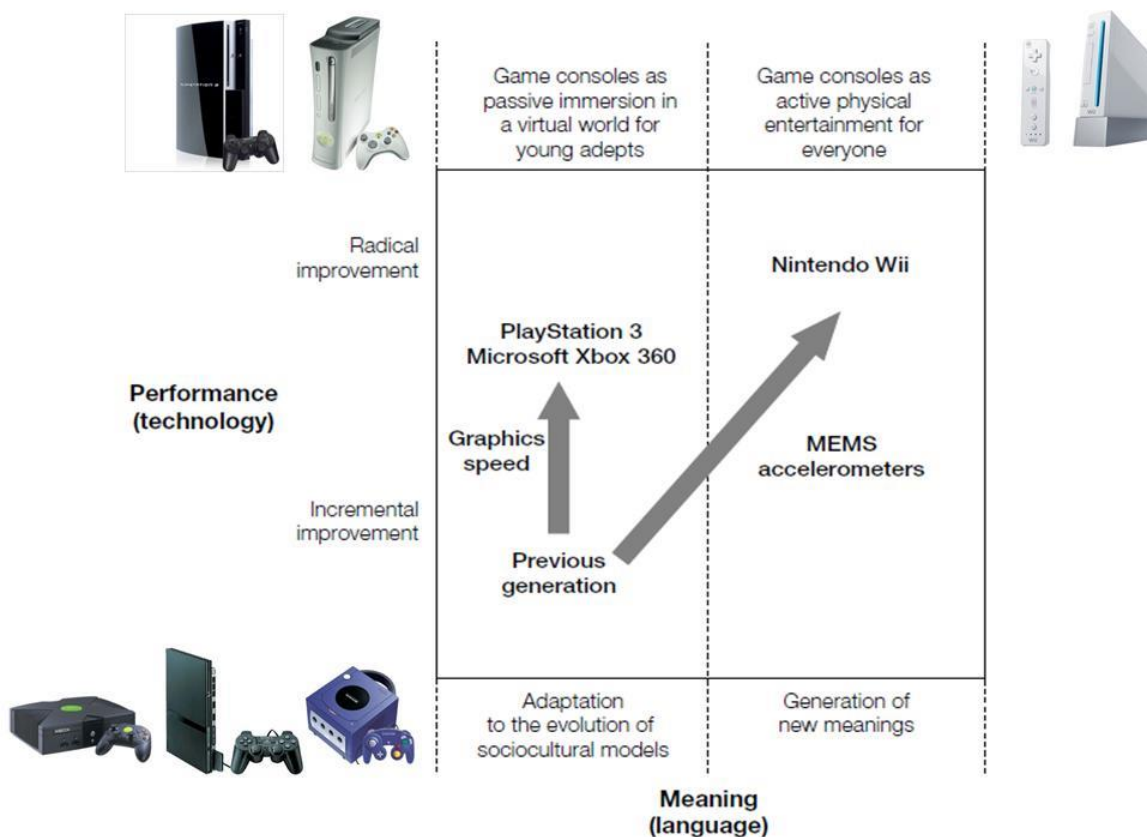 Game consoles as
passive immersion in
a virtual world for
young adepts
Game consoles as
active physical
entertainment for
everyone
Radical
improvement
Nintendo Wii
PlayStation 3
Microsoft Xbox 360
Performance
(technology)
Graphics
speed
MEMS
accelerometers
Incremental
improvement
Previous
generation
Adaptation
to the evolution of
sociocultural models
Generation of
new meanings
Meaning
(language)